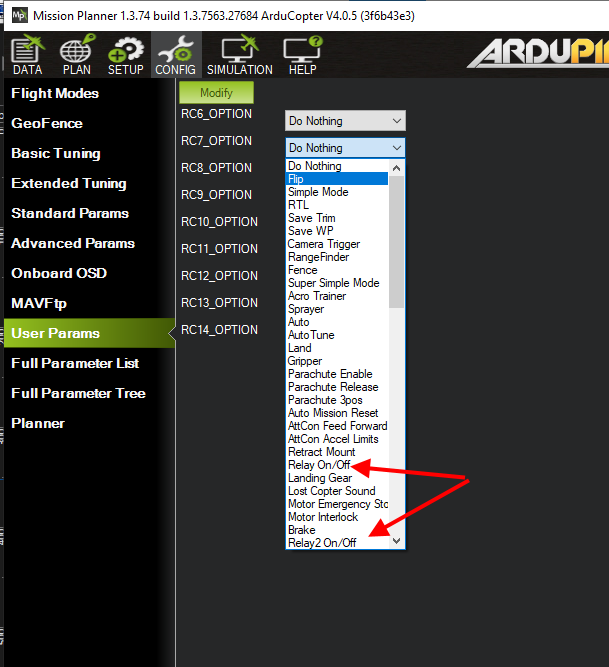 Mission Planner 1.3.74 build 1.3.7563.27684 ArduCopter V4.0.5 (3f6b43e3)
DATA PLAN SETUP CONFIG SIMULATION HELP
ARDUPI
Flight Modes
GeoFence
Basic Tuning
Extended Tuning
Standard Params
Advanced Params
Onboard OSD
MAVFtp
User Params
Full Parameter List
Full Parameter Tree
Planner
Modify
RC6_OPTION Do Nothing
RC7_OPTION Do Nothing
RC8_OPTION
RC9_OPTION
RC10_OPTION
RC11_OPTION
RC12_OPTION
RC13_OPTION
RC14_OPTION
Do Nothing
Flip
Simple Mode
RTL
Save Trim
Save WP
Camera Trigger
RangeFinder
Fence
Super Simple Mode
Acro Trainer
Sprayer
Auto
AutoTune
Land
Gripper
Parachute Enable
Parachute Release
Parachute 3pos
Auto Mission Reset
AttCon Feed Forward
AttCon Accel Limits
Retract Mount
Relay On/Off
Landing Gear
Lost Copter Sound
Motor Emergency Sto
Motor Interlock
Brake
Relay2 On/Off